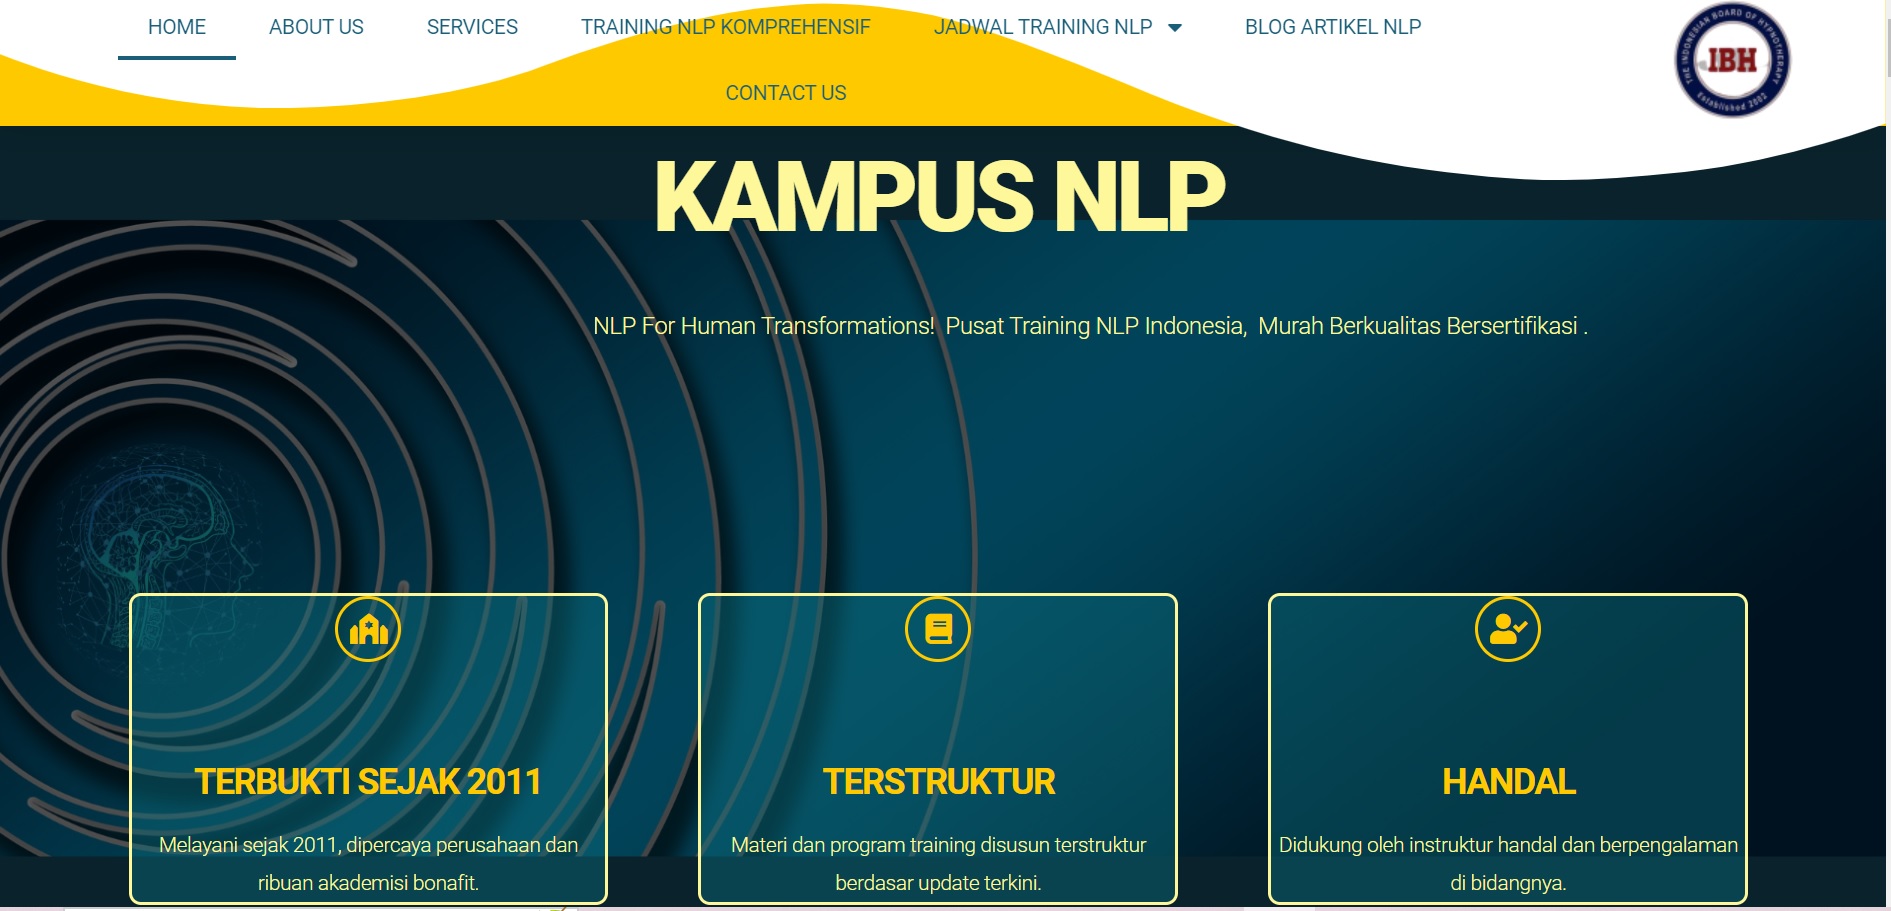 HOME ABOUT US SERVICES TRAINING NLP KOMPREHENSIF JADWAL TRAINING NLP BLOG ARTIKEL NLP
CONTACT US
THE INDONESIAN BOARD OF HYPNOTHERAPY
IBH
Established 2002
KAMPUS NLP
NLP For Human Transformations! Pusat Training NLP Indonesia, Murah Berkualitas Bersertifikasi .
TERBUKTI SEJAK 2011
Melayani sejak 2011, dipercaya perusahaan dan
ribuan akademisi bonafit.
TERSTRUKTUR
Materi dan program training disusun terstruktur
berdasar update terkini.
HANDAL
Didukung oleh instruktur handal dan berpengalaman
di bidangnya.